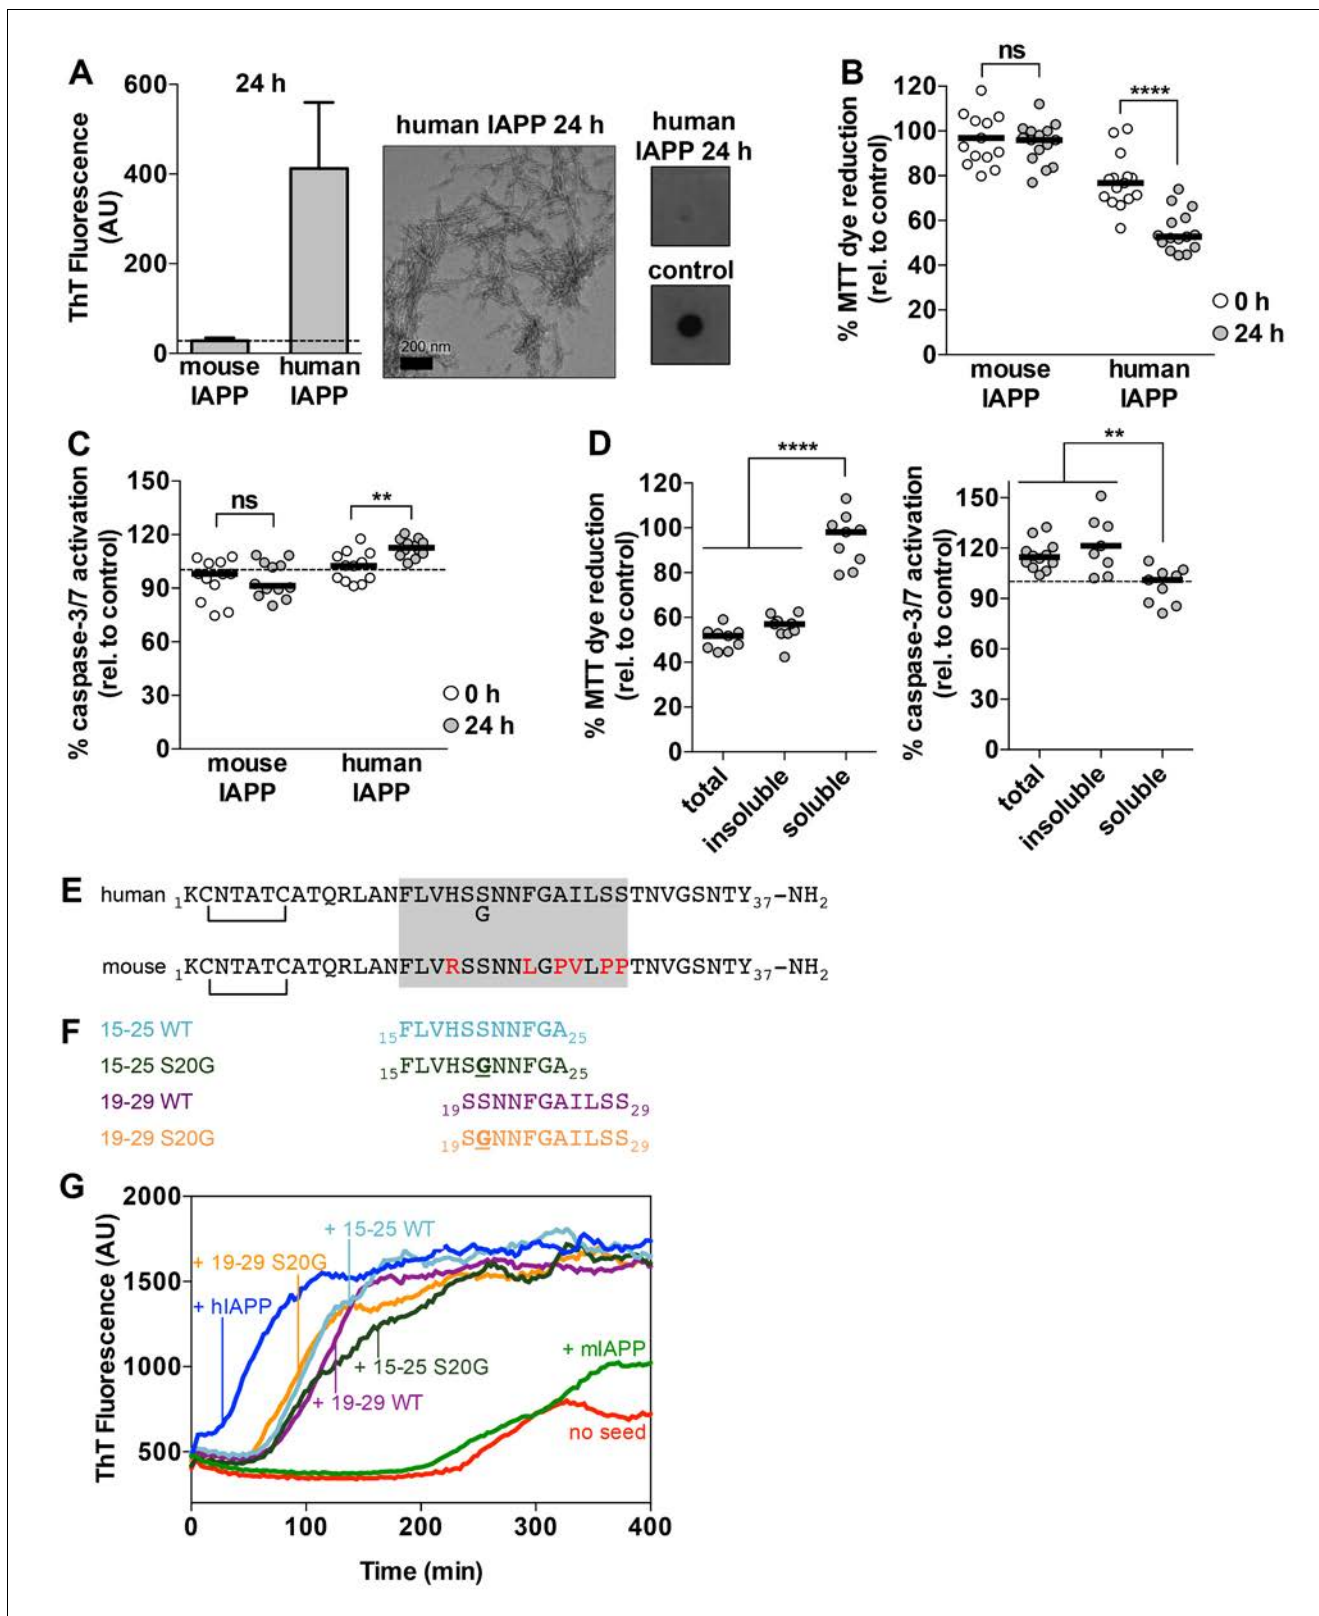 A
24 h
ThT Fluorescence
(AU)
600
400
200
0
mouse
IAPP
human
IAPP
human IAPP 24 h
200 nm
human
IAPP 24 h
control
B
% MTT dye reduction
(rel. to control)
120
100
80
60
40
20
0
ns
****
mouse
IAPP
human
IAPP
0 h
24 h
C
% caspase-3/7 activation
(rel. to control)
150
120
90
60
30
0
ns
**
mouse
IAPP
human
IAPP
0 h
24 h
D
% MTT dye reduction
(rel. to control)
120
100
80
60
40
20
0
****
total
insoluble
soluble
% caspase-3/7 activation
(rel. to control)
150
120
90
60
30
0
**
total
insoluble
soluble
E
human 1KCNTATCATQRLANFLVHSSNNFGAILSSTNVGSNTY37-NH2
G
mouse 1KCNTATCATQRLANFLVRSSNNLGPVLPPTNVGSNTY37-NH2
F
15-25 WT 15FLVHSSNNFGA25
15-25 S20G 15FLVHSGNNFGA25
19-29 WT 19SSNNFGAILSS29
19-29 S20G 19SGNNFGAILSS29
G
ThT Fluorescence (AU)
2000
1500
1000
500
+ 15-25 WT
+ 19-29 S20G
+ hIAPP
+ 15-25 S20G
+ 19-29 WT
+ mIAPP
no seed
0 100 200 300 400
Time (min)